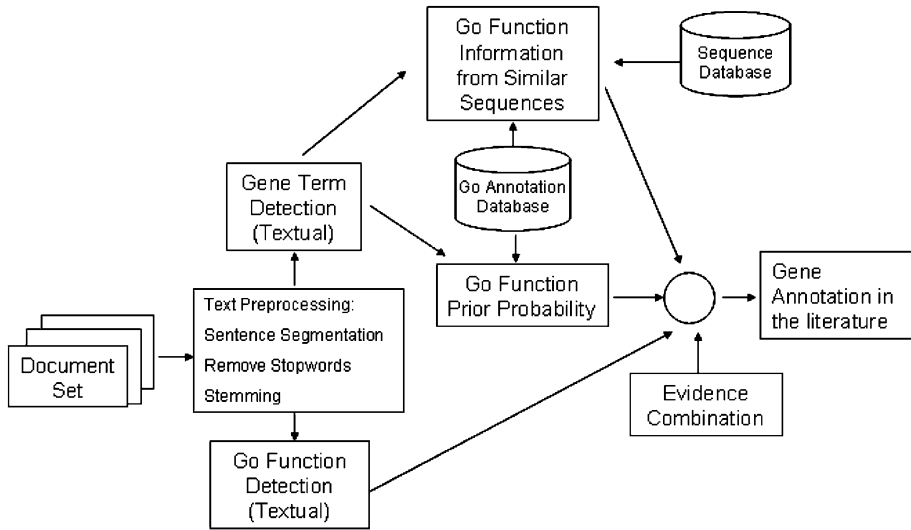 Go Function
Information
from Similar
Sequences
Sequence
Database
Gene Term
Detection
(Textual)
Go Annotation
Database
Go Function
Prior Probability
Gene
Annotation in
the literature
Text Preprocessing:
Sentence Segmentation
Remove Stopwords
Stemming
Document
Set
Evidence
Combination
Go Function
Detection
(Textual)